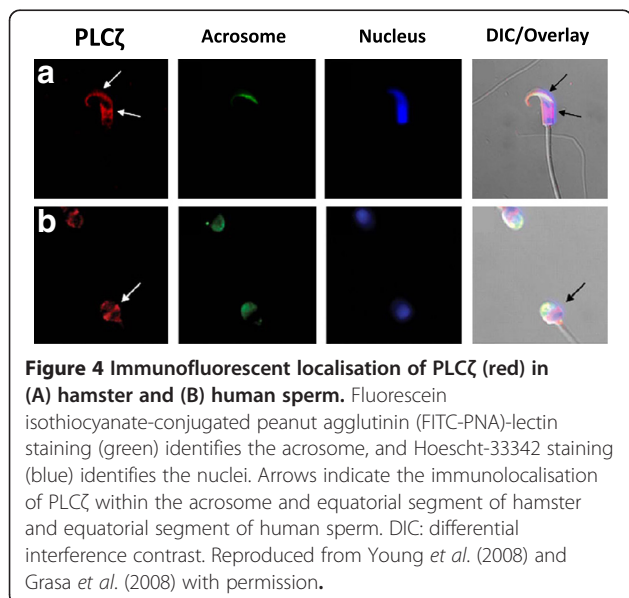 PLCζ Acrosome Nucleus DIC/Overlay
a
b
Figure 4 Immunofluorescent localisation of PLCζ (red) in
(A) hamster and (B) human sperm. Fluorescein
isothiocyanate-conjugated peanut agglutinin (FITC-PNA)-lectin
staining (green) identifies the acrosome, and Hoescht-33342 staining
(blue) identifies the nuclei. Arrows indicate the immunolocalisation
of PLCζ within the acrosome and equatorial segment of hamster
and equatorial segment of human sperm. DIC: differential
interference contrast. Reproduced from Young et al. (2008) and
Grasa et al. (2008) with permission.